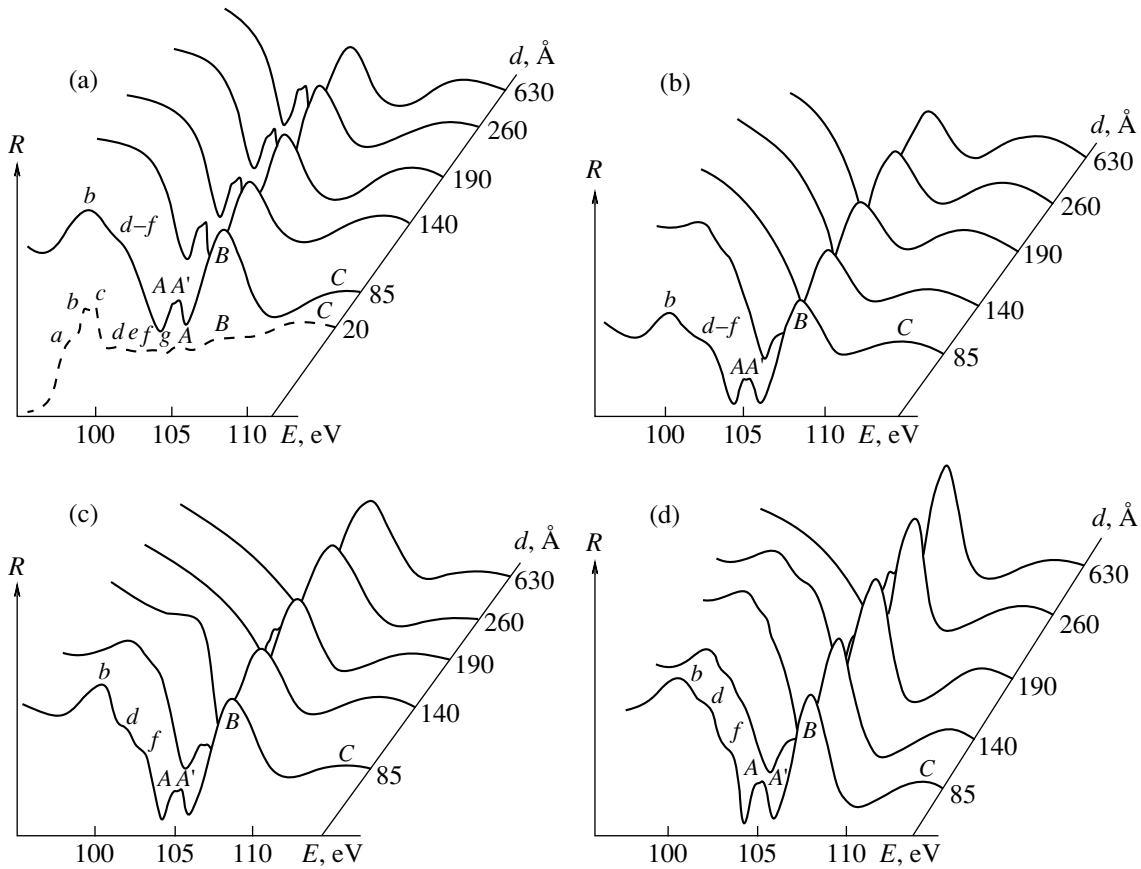 (a)
d, Å
630
260
190
140
85
20
R
b
d–f
A A'
B
C
a b c d e f g A B C
100 105 110 E, eV
(b)
d, Å
630
260
190
140
85
R
b
d–f
AA'
B
C
100 105 110 E, eV
(c)
d, Å
630
260
190
140
85
R
b
d
f
A A'
B
C
100 105 110 E, eV
(d)
d, Å
630
260
190
140
85
R
b
d
f
A A'
B
C
100 105 110 E, eV